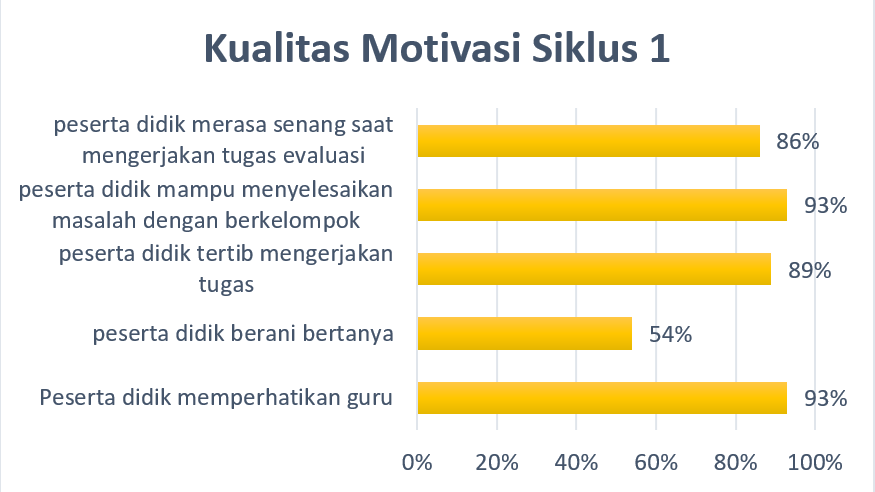 Kualitas Motivasi Siklus 1
peserta didik merasa senang saat
mengerjakan tugas evaluasi
86%
peserta didik mampu menyelesaikan
masalah dengan berkelompok
93%
peserta didik tertib mengerjakan
tugas
89%
peserta didik berani bertanya
54%
Peserta didik memperhatikan guru
93%
0% 20% 40% 60% 80% 100%